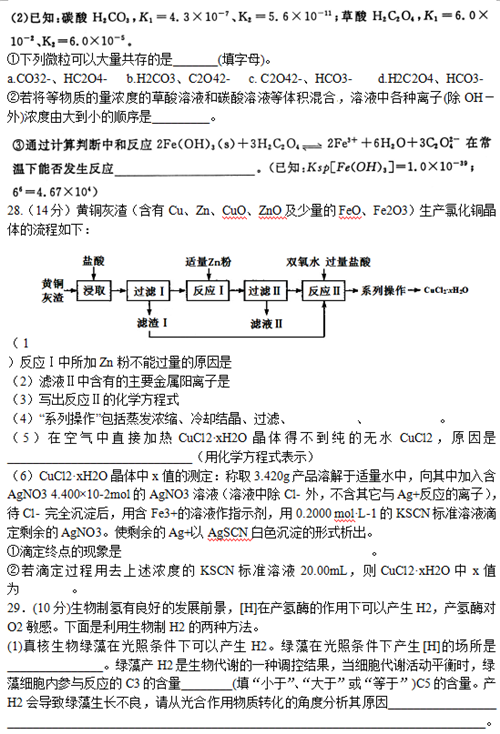 (2)已知:碳酸 H₂CO₃,K₁=4.3×10⁻⁷、K₂=5.6×10⁻¹¹;草酸 H₂C₂O₄,K₁=6.0×
10⁻²、K₂=6.0×10⁻⁵。
①下列微粒可以大量共存的是_______(填字母)。
a.CO32-、HC2O4- b.H2CO3、C2O42- c. C2O42-、HCO3- d.H2C2O4、HCO3-
②若将等物质的量浓度的草酸溶液和碳酸溶液等体积混合,溶液中各种离子(除 OH-
外)浓度由大到小的顺序是_________。
③通过计算判断中和反应 2Fe(OH)₃(s)+3H₂C₂O₄⇌2Fe³⁺+6H₂O+3C₂O₄²⁻ 在常
温下能否发生反应____________________。(已知:Ksp[Fe(OH)₃]=1.0×10⁻³⁹;
6⁶=4.67×10⁴)
28.(14分)黄铜灰渣(含有 Cu、Zn、CuO、ZnO 及少量的 FeO、Fe2O3)生产氯化铜晶
体的流程如下:
盐酸 适量Zn粉 双氧水 过量盐酸
黄铜灰渣 浸取 过滤Ⅰ 反应Ⅰ 过滤Ⅱ 反应Ⅱ 系列操作 CuCl₂·xH₂O
滤渣Ⅰ 滤液Ⅱ
( 1
)反应Ⅰ中所加 Zn 粉不能过量的原因是
(2)滤液Ⅱ中含有的主要金属阳离子是
(3)写出反应Ⅱ的化学方程式
(4)“系列操作”包括蒸发浓缩、冷却结晶、过滤、 、 。
(5)在空气中直接加热 CuCl2·xH2O 晶体得不到纯的无水 CuCl2,原因是
_________________________(用化学方程式表示)
(6)CuCl2·xH2O晶体中 x 值的测定:称取 3.420g产品溶解于适量水中,向其中加入含
AgNO3 4.400×10-2mol 的 AgNO3 溶液(溶液中除 Cl- 外,不含其它与 Ag+反应的离子),
待 Cl- 完全沉淀后,用含 Fe3+的溶液作指示剂,用 0.2000 mol·L-1 的 KSCN标准溶液滴
定剩余的 AgNO3。使剩余的 Ag+以 AgSCN 白色沉淀的形式析出。
①滴定终点的现象是 。
②若滴定过程用去上述浓度的 KSCN 标准溶液 20.00mL,则 CuCl2·xH2O 中 x 值
为 。
29.(10 分)生物制氢有良好的发展前景,[H]在产氢酶的作用下可以产生 H2,产氢酶对
O2 敏感。下面是利用生物制 H2 的两种方法。
(1)真核生物绿藻在光照条件下可以产生 H2。绿藻在光照条件下产生[H]的场所是
_____________。绿藻产 H2 是生物代谢的一种调控结果,当细胞代谢活动平衡时,绿
藻细胞内参与反应的 C3 的含量_______(填“小于”、“大于”或“等于”)C5 的含量。产
H2 会导致绿藻生长不良,请从光合作用物质转化的角度分析其原因_______________
_______________________________________________________________。